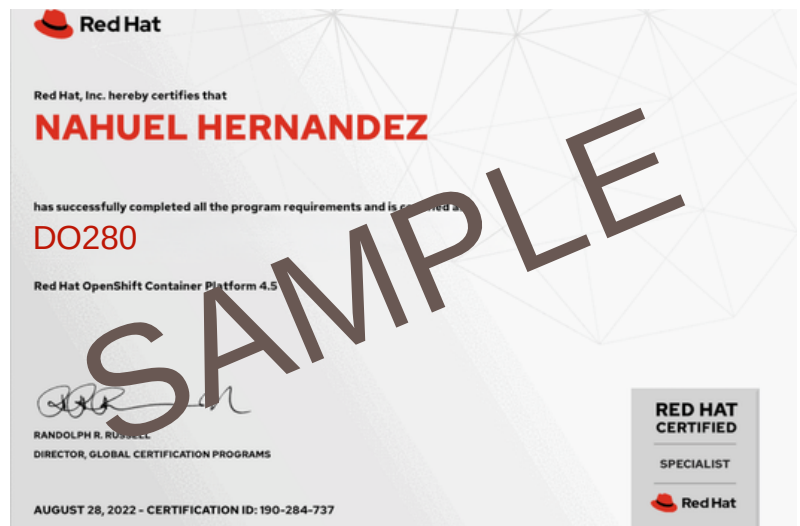 Red Hat
Red Hat, Inc. hereby certifies that
NAHUEL HERNANDEZ
has successfully completed all the program requirements and is certified as
DO280
Red Hat OpenShift Container Platform 4.5
SAMPLE
RANDOLPH R. RUSSELL
DIRECTOR, GLOBAL CERTIFICATION PROGRAMS
AUGUST 28, 2022 - CERTIFICATION ID: 190-284-737
RED HAT
CERTIFIED
SPECIALIST
Red Hat